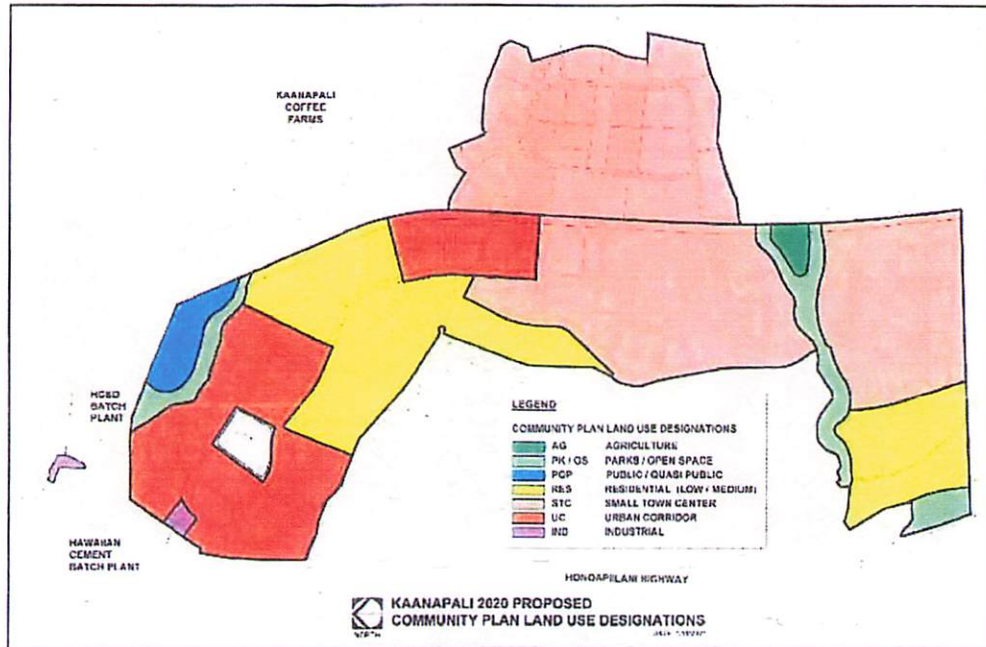 KAANAPALI
COFFEE
FARMS
HC&D
BATCH
PLANT
HAWAIIAN
CEMENT
BATCH PLANT
LEGEND
COMMUNITY PLAN LAND USE DESIGNATIONS
AG AGRICULTURE
PK / OS PARKS / OPEN SPACE
PQP PUBLIC / QUASI PUBLIC
RES RESIDENTIAL (LOW / MEDIUM)
STC SMALL TOWN CENTER
UC URBAN CORRIDOR
IND INDUSTRIAL
HONOAPIILANI HIGHWAY
KAANAPALI 2020 PROPOSED
COMMUNITY PLAN LAND USE DESIGNATIONS
NORTH